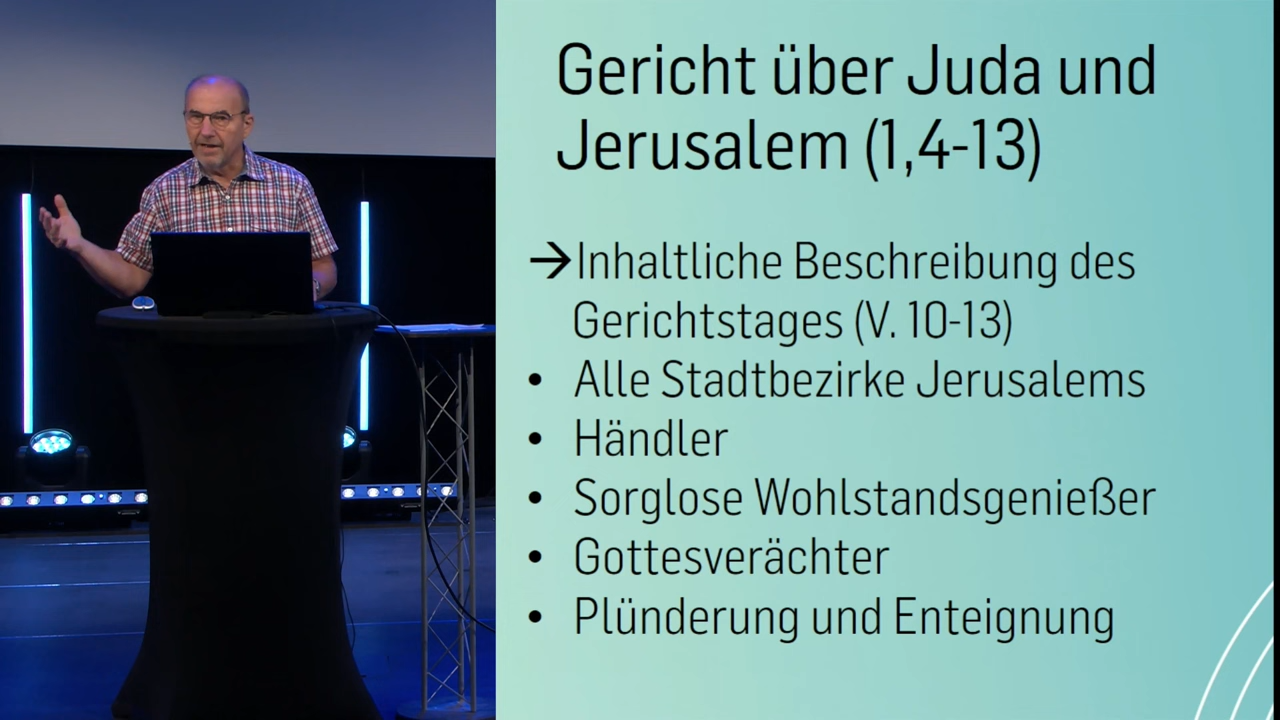 Gericht über Juda und
Jerusalem (1,4-13)
→Inhaltliche Beschreibung des
Gerichtstages (V. 10-13)
• Alle Stadtbezirke Jerusalems
• Händler
• Sorglose Wohlstandsgenießer
• Gottesverächter
• Plünderung und Enteignung